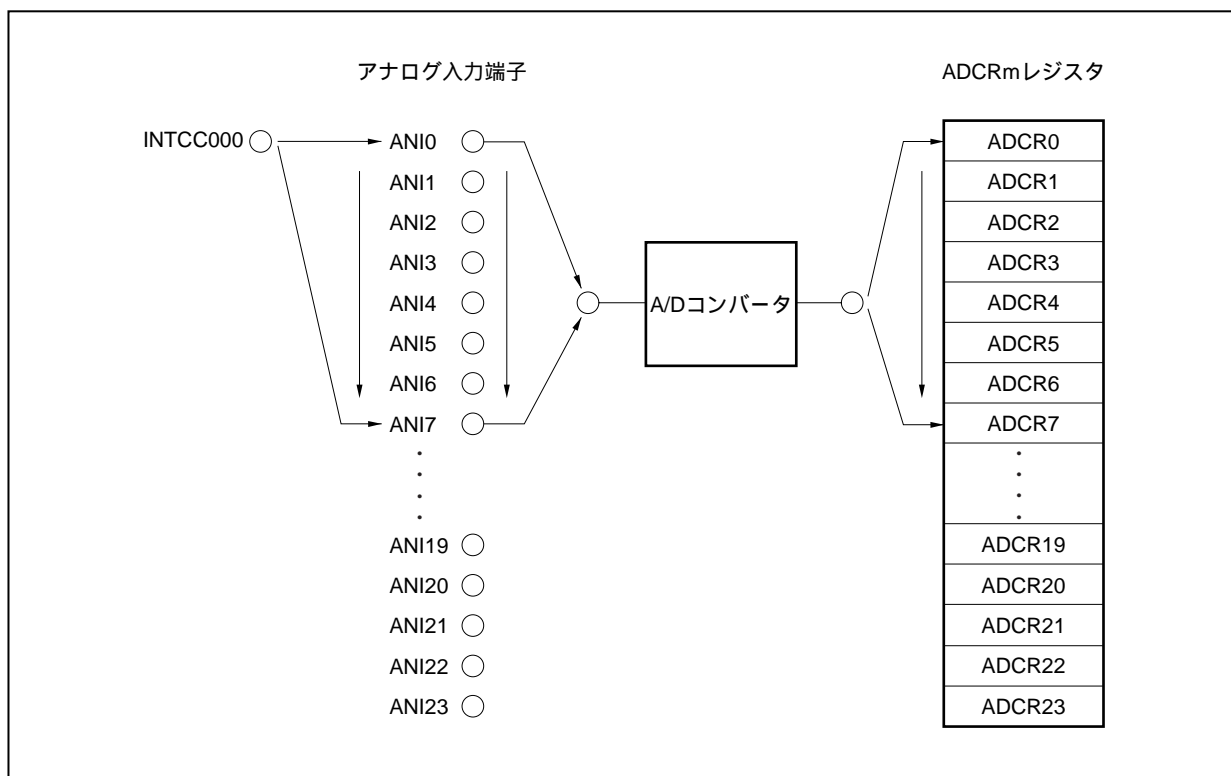 アナログ入力端子
ADCRmレジスタ
INTCC000
ANI0
ANI1
ANI2
ANI3
ANI4
ANI5
ANI6
ANI7
ANI19
ANI20
ANI21
ANI22
ANI23
A/Dコンバータ
ADCR0
ADCR1
ADCR2
ADCR3
ADCR4
ADCR5
ADCR6
ADCR7
ADCR19
ADCR20
ADCR21
ADCR22
ADCR23